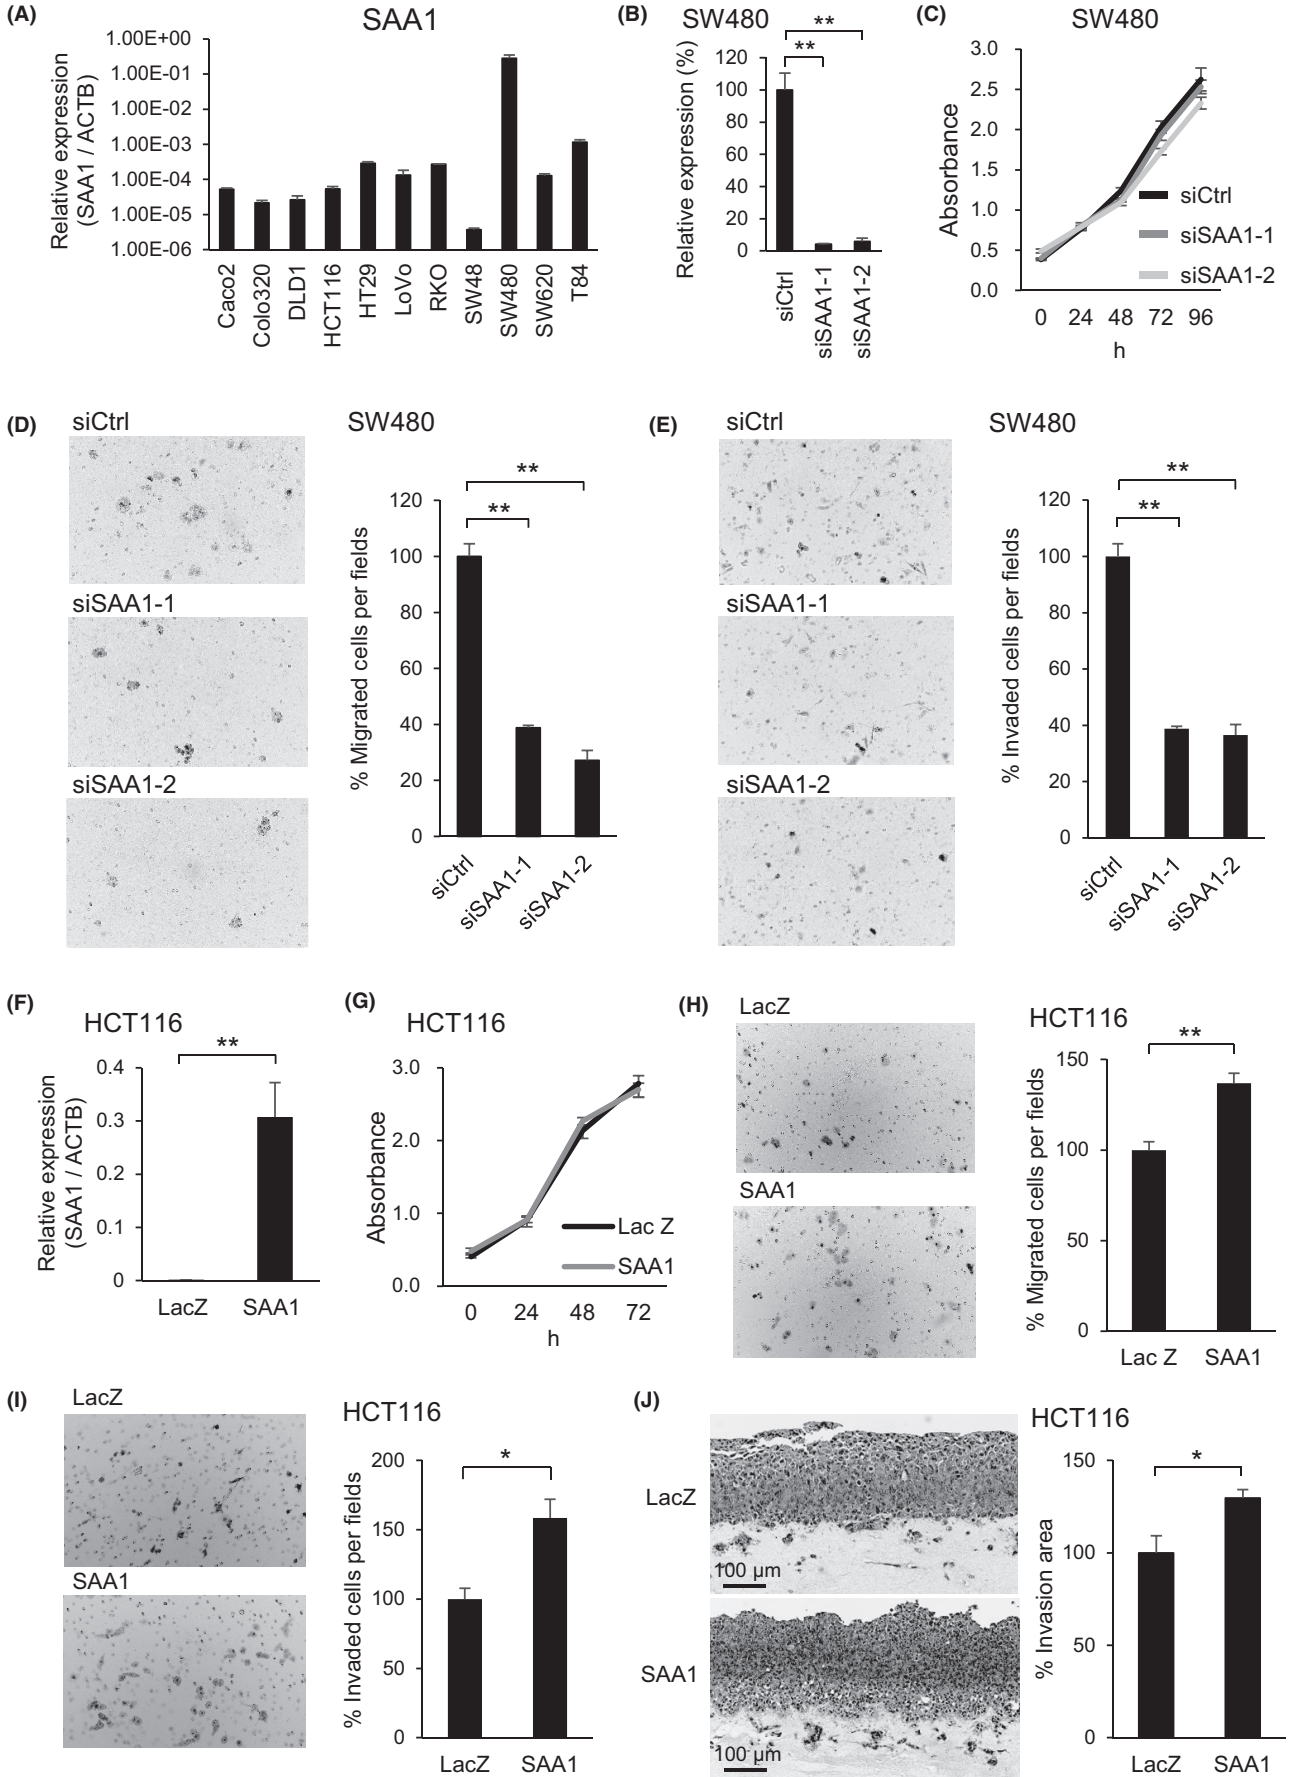 (A)
SAA1
Relative expression
(SAA1 / ACTB)
1.00E+00
1.00E-01
1.00E-02
1.00E-03
1.00E-04
1.00E-05
1.00E-06
Caco2
Colo320
DLD1
HCT116
HT29
LoVo
RKO
SW48
SW480
SW620
T84
(B)
SW480
**
**
Relative expression (%)
120
100
80
60
40
20
0
siCtrl
siSAA1-1
siSAA1-2
(C)
SW480
Absorbance
3.0
2.5
2.0
1.5
1.0
0.5
0.0
siCtrl
siSAA1-1
siSAA1-2
0 24 48 72 96
h
(D)
siCtrl
siSAA1-1
siSAA1-2
SW480
**
**
% Migrated cells per fields
120
100
80
60
40
20
0
siCtrl
siSAA1-1
siSAA1-2
(E)
siCtrl
siSAA1-1
siSAA1-2
SW480
**
**
% Invaded cells per fields
120
100
80
60
40
20
0
siCtrl
siSAA1-1
siSAA1-2
(F)
HCT116
**
Relative expression
(SAA1 / ACTB)
0.4
0.3
0.2
0.1
0
LacZ SAA1
(G)
HCT116
Absorbance
3.0
2.0
1.0
0.0
Lac Z
SAA1
0 24 48 72
h
(H)
LacZ
SAA1
HCT116
**
% Migrated cells per fields
150
100
50
0
Lac Z SAA1
(I)
LacZ
SAA1
HCT116
*
% Invaded cells per fields
200
150
100
50
0
LacZ SAA1
(J)
LacZ
100 µm
SAA1
100 µm
HCT116
*
% Invasion area
150
100
50
0
LacZ SAA1